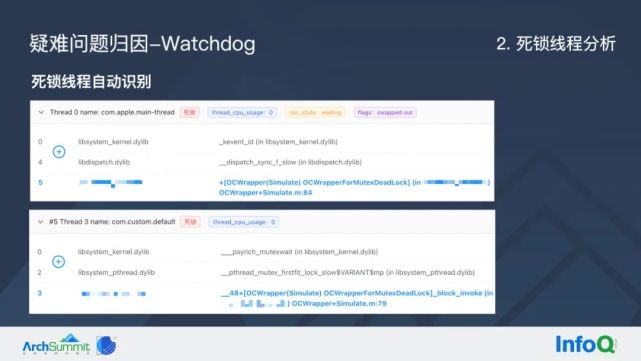 疑难问题归因-Watchdog
2. 死锁线程分析
死锁线程自动识别
Thread 0 name: com.apple.main-thread 死锁 thread_cpu_usage: 0 run_state: waiting flags: swapped out
0 libsystem_kernel.dylib _kevent_id (in libsystem_kernel.dylib)
4 libdispatch.dylib __dispatch_sync_f_slow (in libdispatch.dylib)
5 +[OCWrapper(Simulate) OCWrapperForMutexDeadLock] (in )
OCWrapper+Simulate.m:84
#5 Thread 3 name: com.custom.default 死锁 thread_cpu_usage: 0
0 libsystem_kernel.dylib ___psynch_mutexwait (in libsystem_kernel.dylib)
2 libsystem_pthread.dylib __pthread_mutex_firstfit_lock_slow$VARIANT$mp (in libsystem_pthread.dylib)
3 __48+[OCWrapper(Simulate) OCWrapperForMutexDeadLock]_block_invoke (in
) OCWrapper+Simulate.m:79
ArchSummit
InfoQ